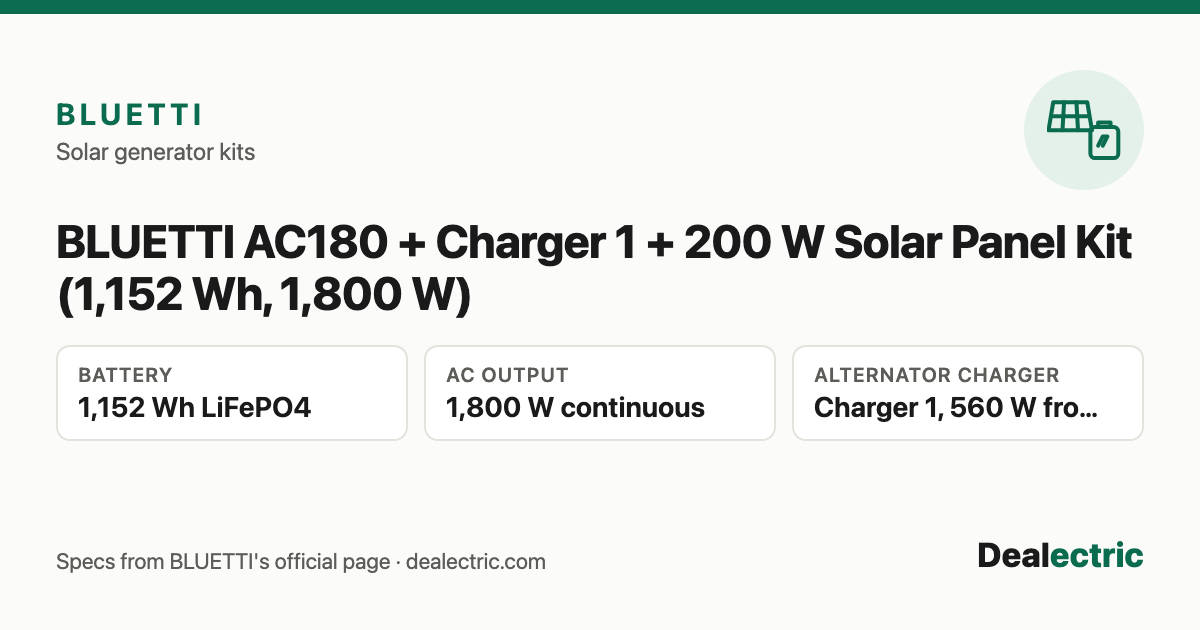 BLUETTI
Solar generator kits
BLUETTI AC180 + Charger 1 + 200 W Solar Panel Kit
(1,152 Wh, 1,800 W)
BATTERY
1,152 Wh LiFePO4
AC OUTPUT
1,800 W continuous
ALTERNATOR CHARGER
Charger 1, 560 W fro...
Specs from BLUETTI's official page · dealectric.com
Dealectric